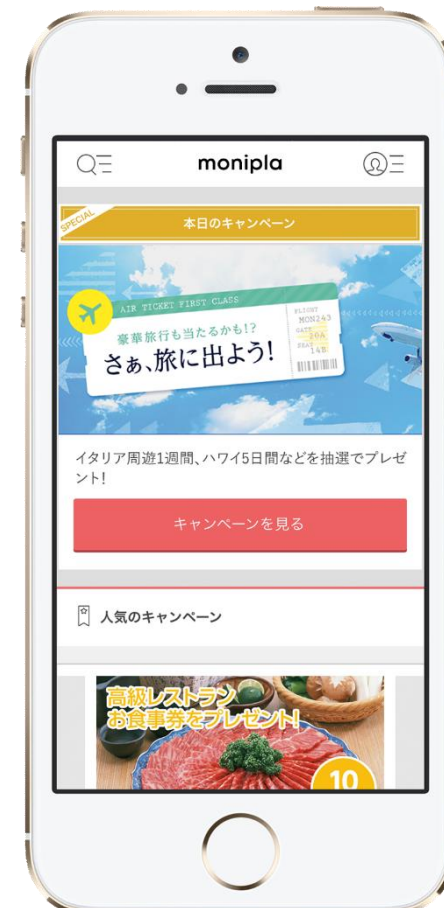 monipla
SPECIAL
本日のキャンペーン
AIR TICKET FIRST CLASS
豪華旅行も当たるかも!?
さぁ、旅に出よう!
FLIGHT
MON243
GATE
20A
SEAT
14B
イタリア周遊1週間、ハワイ5日間などを抽選でプレゼ
ント!
キャンペーンを見る
人気のキャンペーン
高級レストラン
お食事券をプレゼント!
10